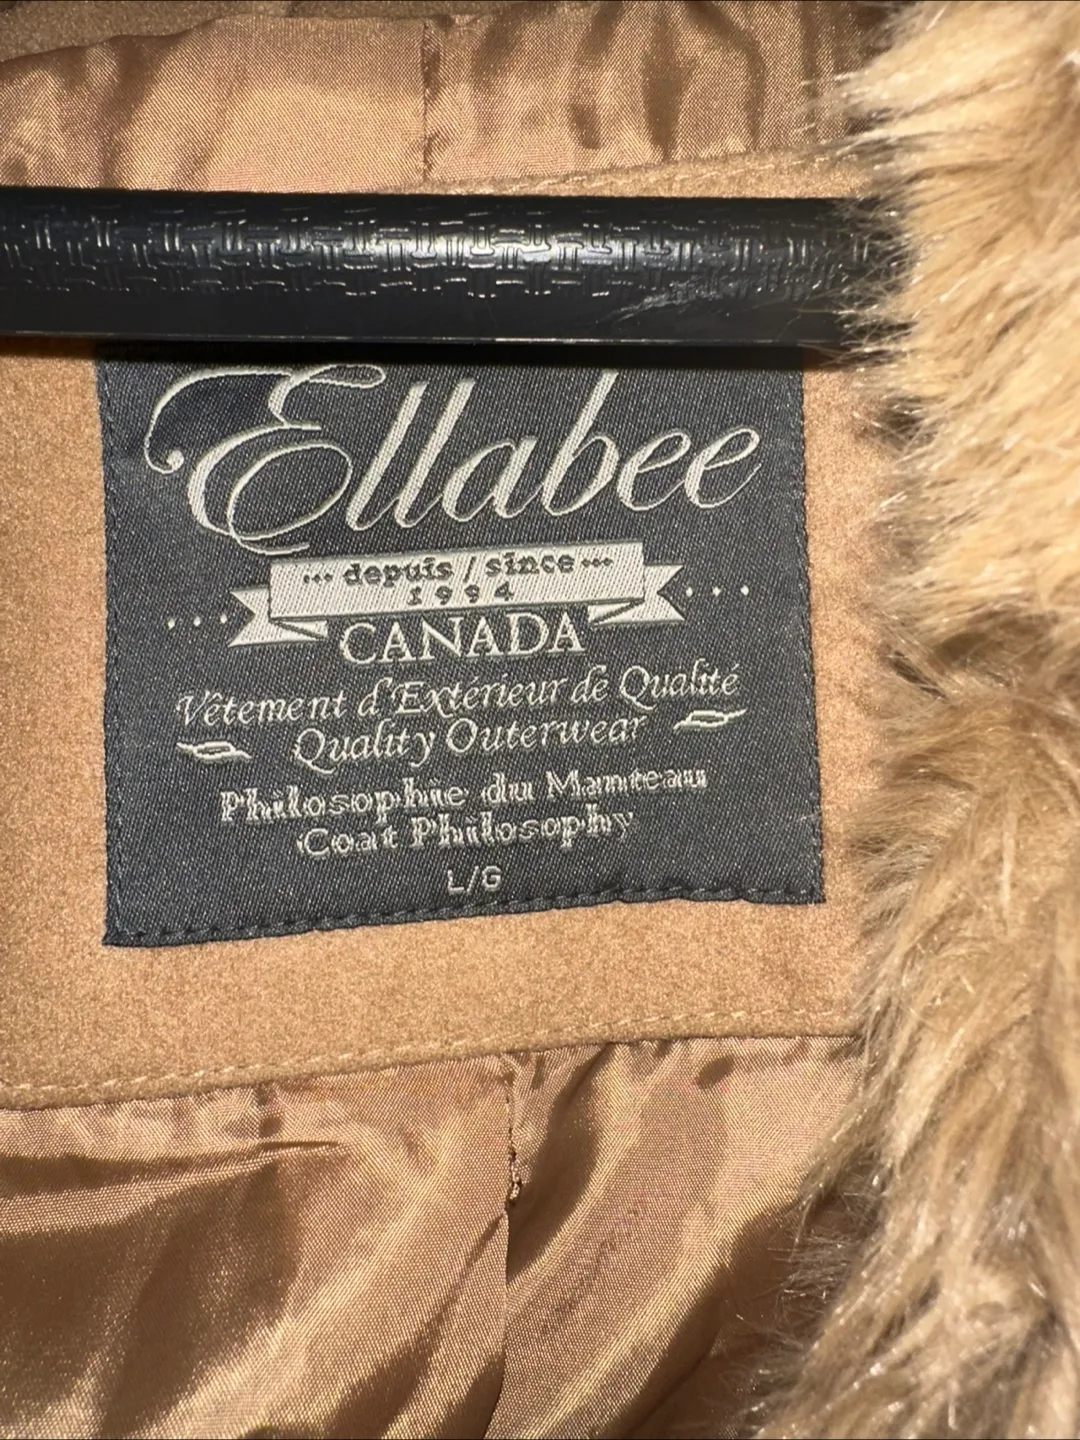 Ellabee
... depuis / since ...
1994
CANADA
Vêtement d'Extérieur de Qualité
Quality Outerwear
Philosophie du Manteau
Coat Philosophy
L/G